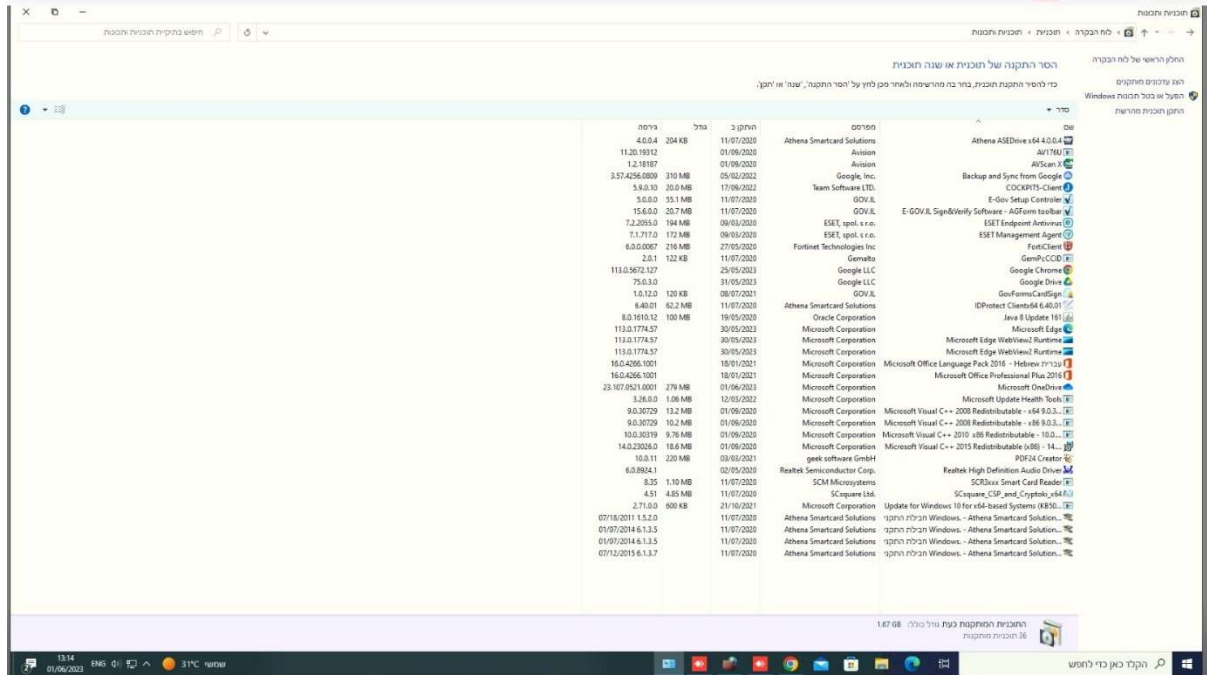 תוכניות ותכונות
לוח הבקרה › תוכניות › תוכניות ותכונות
חיפוש בתיקיית תוכניות ותכונות
החלון הראשי של לוח הבקרה
הצג עדכונים מותקנים
הפעל או בטל תכונות Windows
התקן תוכנית מהרשת
הסר התקנה של תוכנית או שנה תוכנית
כדי להסיר התקנת תוכנית, בחר בה מהרשימה ולאחר מכן לחץ על 'הסר התקנה', 'שנה' או 'תקן'.
סדר
שם מפרסם הותקן ב גודל גירסה
Athena ASEDrive x64 4.0.0.4 Athena Smartcard Solutions 11/07/2020 204 KB 4.0.0.4
AV176U Avision 01/09/2020 11.20.19312
AVScan X Avision 01/09/2020 1.2.18187
Backup and Sync from Google Google, Inc. 05/02/2022 310 MB 3.57.4256.0809
COCKPIT5-Client Team Software LTD. 17/09/2022 20.0 MB 5.9.0.10
E-Gov Setup Controler GOV.IL 11/07/2020 55.1 MB 5.0.0.0
E-GOV.IL Sign&Verify Software - AGForm toolbar GOV.IL 11/07/2020 20.7 MB 15.6.0.0
ESET Endpoint Antivirus ESET, spol. s r.o. 09/03/2020 194 MB 7.2.2055.0
ESET Management Agent ESET, spol. s r.o. 09/03/2020 172 MB 7.1.717.0
FortiClient Fortinet Technologies Inc 27/05/2020 216 MB 6.0.0.0067
GemPcCCID Gemalto 11/07/2020 122 KB 2.0.1
Google Chrome Google LLC 25/05/2023 113.0.5672.127
Google Drive Google LLC 31/05/2023 75.0.3.0
GovFormsCardSign GOV.IL 08/07/2021 120 KB 1.0.12.0
IDProtect Clientx64 6.40.01 Athena Smartcard Solutions 11/07/2020 62.2 MB 6.40.01
Java 8 Update 161 Oracle Corporation 19/05/2020 100 MB 8.0.1610.12
Microsoft Edge Microsoft Corporation 30/05/2023 113.0.1774.57
Microsoft Edge WebView2 Runtime Microsoft Corporation 30/05/2023 113.0.1774.57
Microsoft Edge WebView2 Runtime Microsoft Corporation 30/05/2023 113.0.1774.57
Microsoft Office Language Pack 2016 - Hebrew עברית Microsoft Corporation 18/01/2021 16.0.4266.1001
Microsoft Office Professional Plus 2016 Microsoft Corporation 18/01/2021 16.0.4266.1001
Microsoft OneDrive Microsoft Corporation 01/06/2023 279 MB 23.107.0521.0001
Microsoft Update Health Tools Microsoft Corporation 12/03/2022 1.06 MB 3.26.0.0
Microsoft Visual C++ 2008 Redistributable - x64 9.0.3... Microsoft Corporation 01/09/2020 13.2 MB 9.0.30729
Microsoft Visual C++ 2008 Redistributable - x86 9.0.3... Microsoft Corporation 01/09/2020 10.2 MB 9.0.30729
Microsoft Visual C++ 2010 x86 Redistributable - 10.0.... Microsoft Corporation 01/09/2020 9.76 MB 10.0.30319
Microsoft Visual C++ 2015 Redistributable (x86) - 14.... Microsoft Corporation 01/09/2020 18.6 MB 14.0.23026.0
PDF24 Creator geek software GmbH 03/03/2021 220 MB 10.0.11
Realtek High Definition Audio Driver Realtek Semiconductor Corp. 02/05/2020 6.0.8924.1
SCR3xxx Smart Card Reader SCM Microsystems 11/07/2020 1.10 MB 8.35
SCsquare_CSP_and_Cryptoki_x64 SCsquare Ltd. 11/07/2020 4.85 MB 4.51
Update for Windows 10 for x64-based Systems (KB50... Microsoft Corporation 21/10/2021 600 KB 2.71.0.0
חבילת התקני Windows. - Athena Smartcard Solution... Athena Smartcard Solutions 11/07/2020 07/18/2011 1.5.2.0
חבילת התקני Windows. - Athena Smartcard Solution... Athena Smartcard Solutions 11/07/2020 01/07/2014 6.1.3.5
חבילת התקני Windows. - Athena Smartcard Solution... Athena Smartcard Solutions 11/07/2020 01/07/2014 6.1.3.5
חבילת התקני Windows. - Athena Smartcard Solution... Athena Smartcard Solutions 11/07/2020 07/12/2015 6.1.3.7
התוכניות המותקנות כעת גודל כולל: 1.67 GB
36 תוכניות מותקנות
הקלד כאן כדי לחפש
31°C שמשי
ENG
13:14
01/06/2023